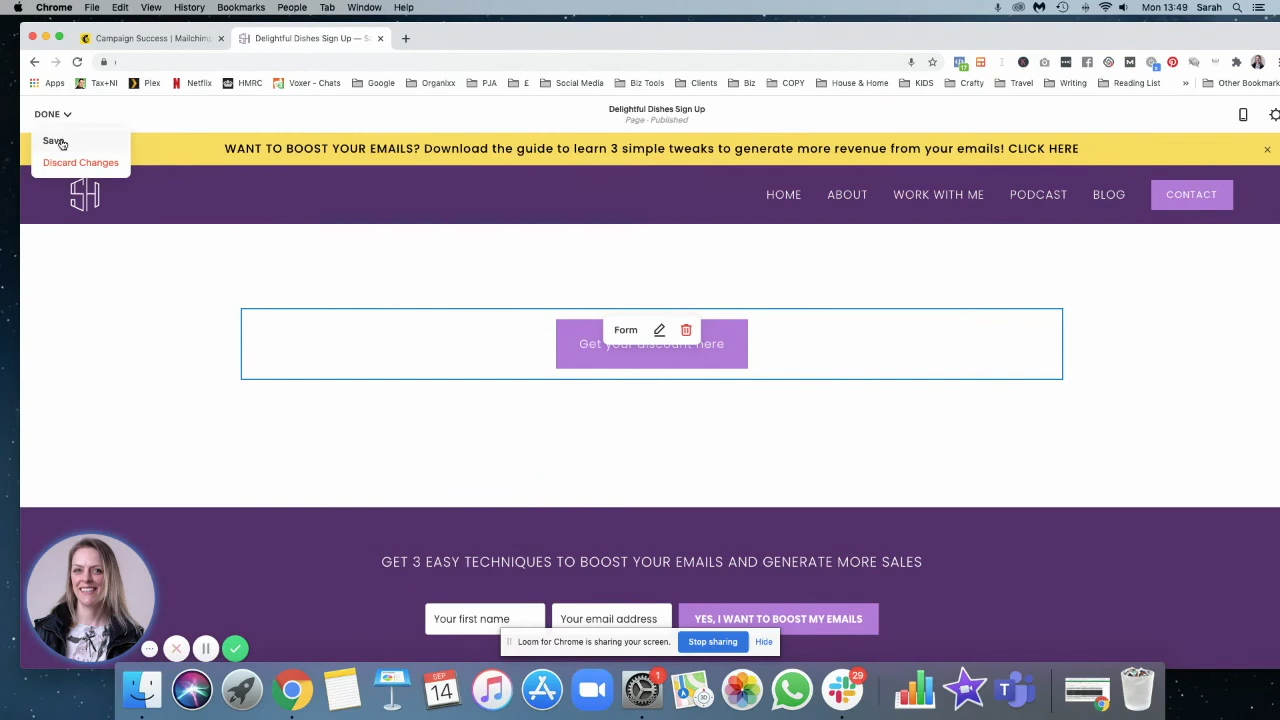 Chrome File Edit View History Bookmarks People Tab Window Help Mon 13:49 Sarah
Campaign Success | Mailchimp Delightful Dishes Sign Up — S
Apps Tax+NI Plex Netflix HMRC Voxer - Chats Google Organixx PJA £ Social Media Biz Tools Clients Biz COPY House & Home KIDS Crafty Travel Writing Reading List » Other Bookmark
DONE
Delightful Dishes Sign Up
Page · Published
Save
Discard Changes
WANT TO BOOST YOUR EMAILS? Download the guide to learn 3 simple tweaks to generate more revenue from your emails! CLICK HERE
SH
HOME ABOUT WORK WITH ME PODCAST BLOG CONTACT
Form
Get your discount here
GET 3 EASY TECHNIQUES TO BOOST YOUR EMAILS AND GENERATE MORE SALES
Your first name Your email address YES, I WANT TO BOOST MY EMAILS
Loom for Chrome is sharing your screen. Stop sharing Hide
SEP
14
1
29